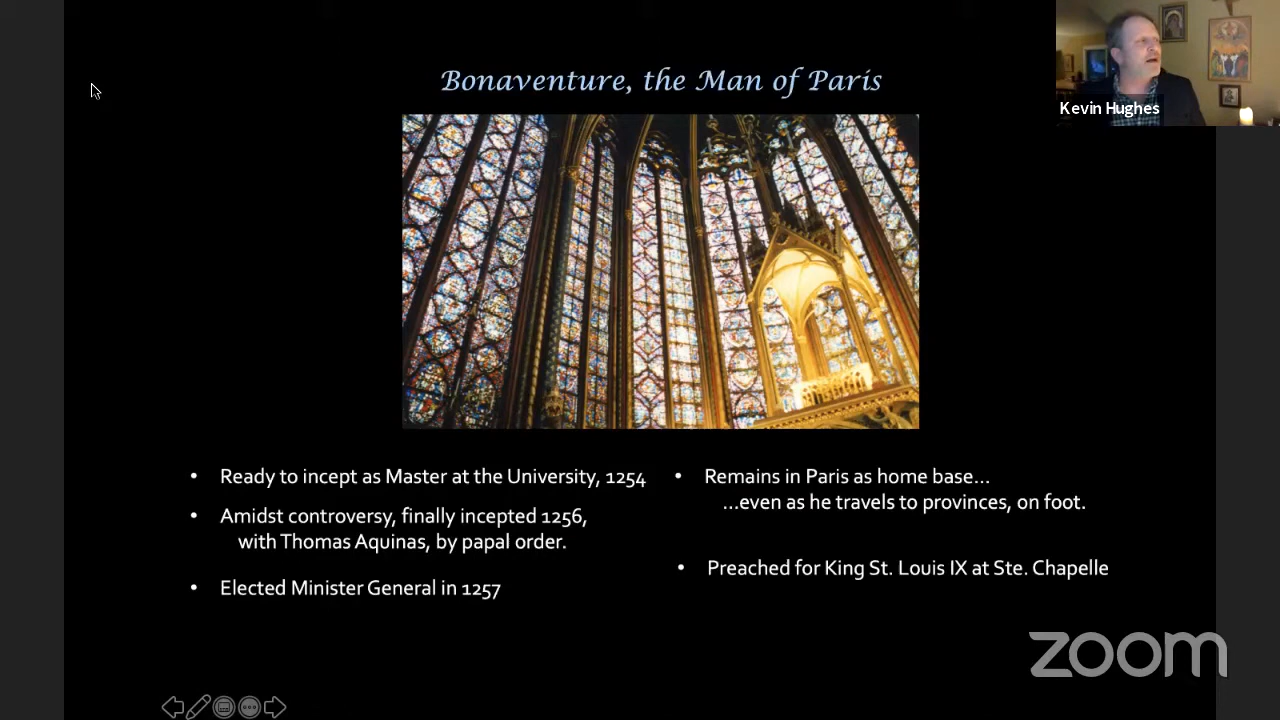 Bonaventure, the Man of Paris
Kevin Hughes
• Ready to incept as Master at the University, 1254
• Amidst controversy, finally incepted 1256,
with Thomas Aquinas, by papal order.
• Elected Minister General in 1257
• Remains in Paris as home base...
...even as he travels to provinces, on foot.
• Preached for King St. Louis IX at Ste. Chapelle
zoom